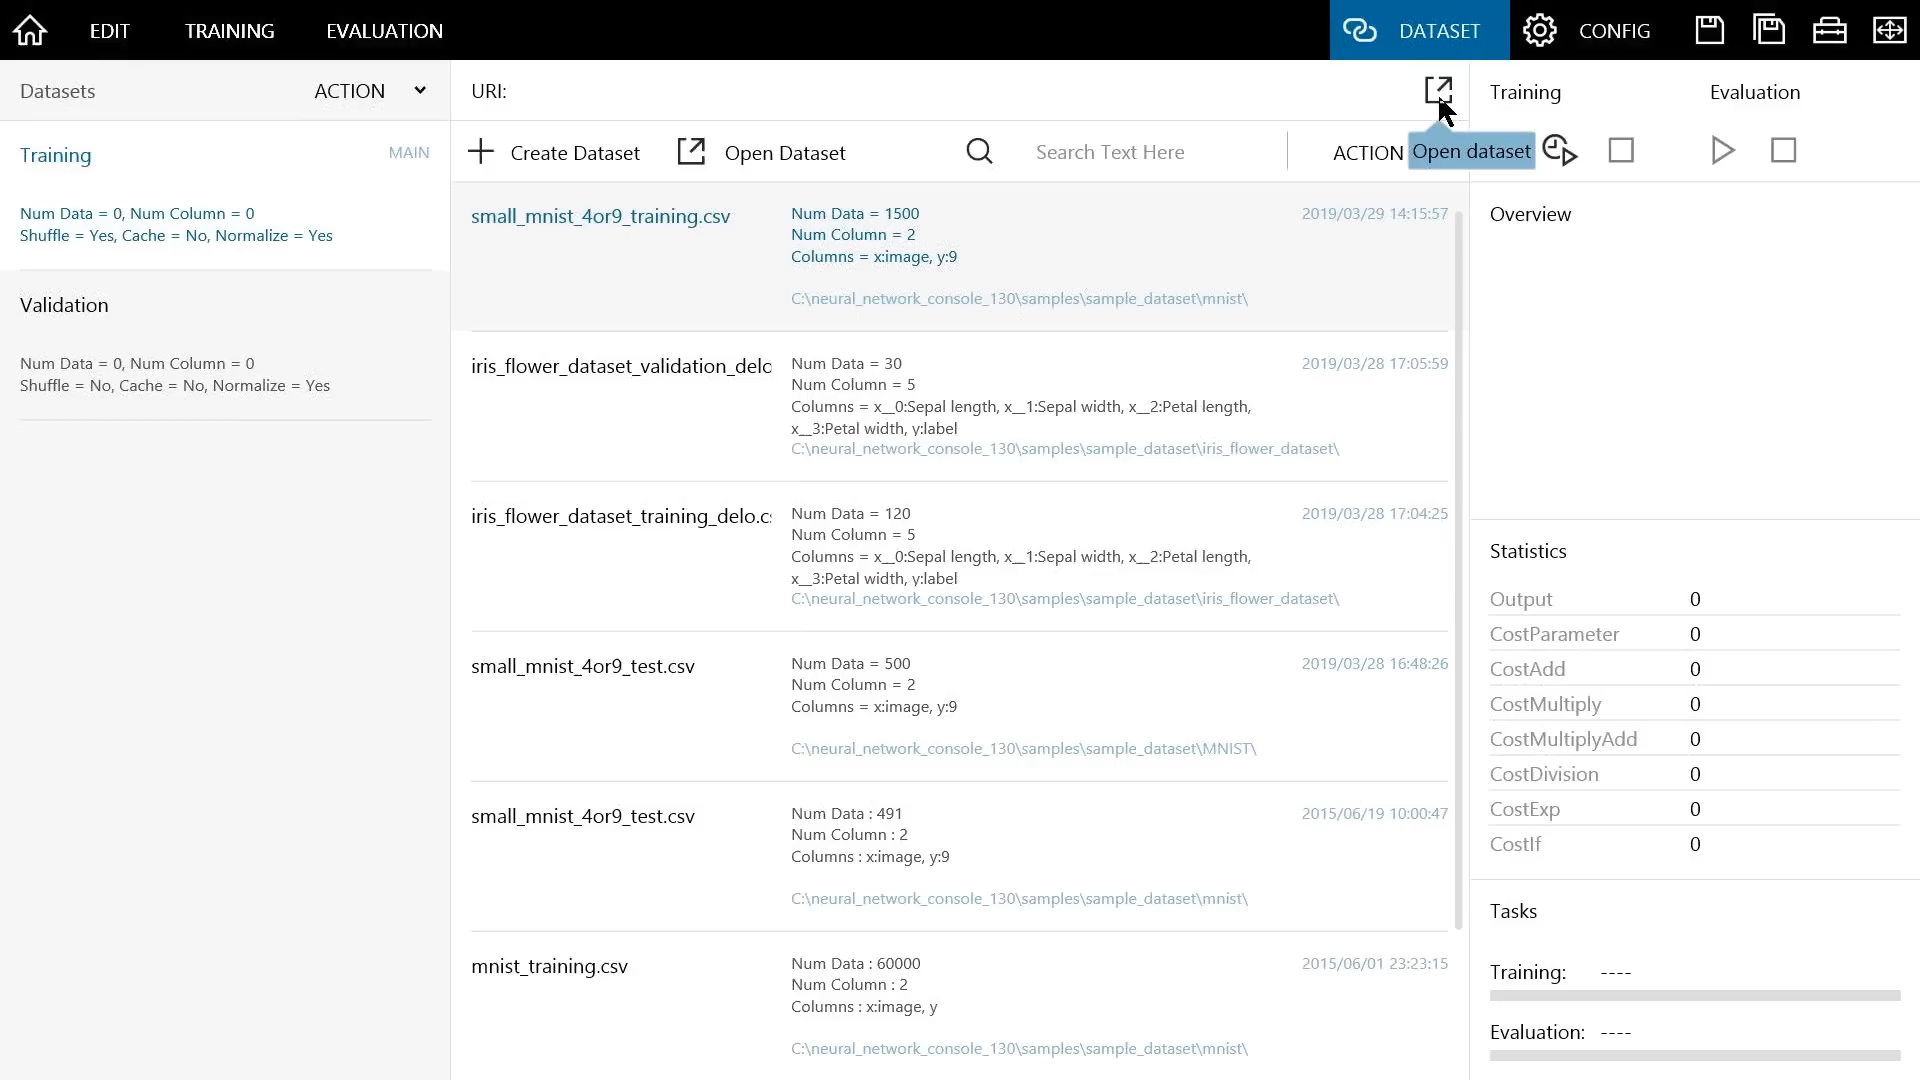 EDIT TRAINING EVALUATION DATASET CONFIG
Datasets ACTION
URI:
Training Evaluation
Training MAIN
Num Data = 0, Num Column = 0
Shuffle = Yes, Cache = No, Normalize = Yes
Validation
Num Data = 0, Num Column = 0
Shuffle = No, Cache = No, Normalize = Yes
Create Dataset Open Dataset Search Text Here ACTION
Open dataset
small_mnist_4or9_training.csv Num Data = 1500 2019/03/29 14:15:57
Num Column = 2
Columns = x:image, y:9
C:\neural_network_console_130\samples\sample_dataset\mnist\
iris_flower_dataset_validation_delo Num Data = 30 2019/03/28 17:05:59
Num Column = 5
Columns = x__0:Sepal length, x__1:Sepal width, x__2:Petal length,
x__3:Petal width, y:label
C:\neural_network_console_130\samples\sample_dataset\iris_flower_dataset\
iris_flower_dataset_training_delo.cs Num Data = 120 2019/03/28 17:04:25
Num Column = 5
Columns = x__0:Sepal length, x__1:Sepal width, x__2:Petal length,
x__3:Petal width, y:label
C:\neural_network_console_130\samples\sample_dataset\iris_flower_dataset\
small_mnist_4or9_test.csv Num Data = 500 2019/03/28 16:48:26
Num Column = 2
Columns = x:image, y:9
C:\neural_network_console_130\samples\sample_dataset\MNIST\
small_mnist_4or9_test.csv Num Data : 491 2015/06/19 10:00:47
Num Column : 2
Columns : x:image, y:9
C:\neural_network_console_130\samples\sample_dataset\mnist\
mnist_training.csv Num Data : 60000 2015/06/01 23:23:15
Num Column : 2
Columns : x:image, y
C:\neural_network_console_130\samples\sample_dataset\mnist\
Overview
Statistics
Output 0
CostParameter 0
CostAdd 0
CostMultiply 0
CostMultiplyAdd 0
CostDivision 0
CostExp 0
CostIf 0
Tasks
Training: ----
Evaluation: ----